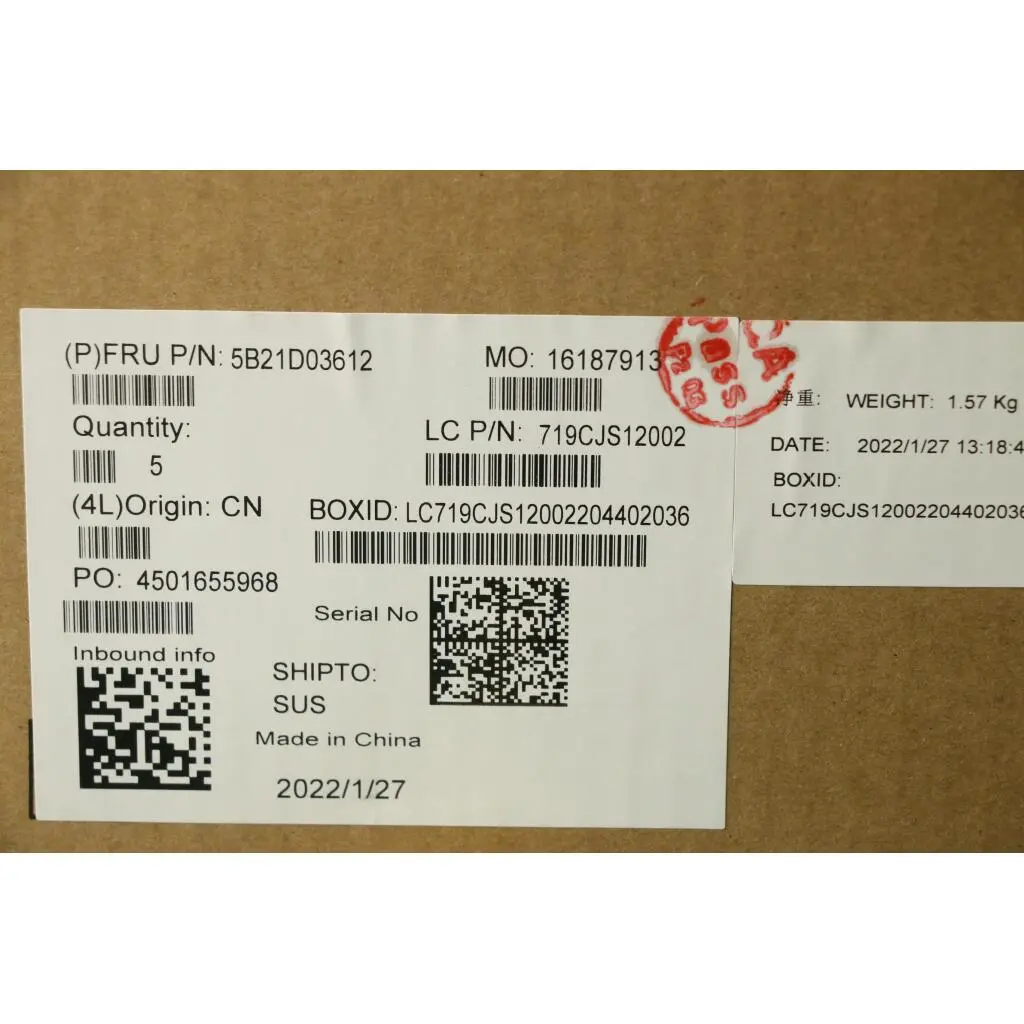 (P)FRU P/N: 5B21D03612
MO: 16187913
Quantity:
5
LC P/N: 719CJS12002
(4L)Origin: CN
BOXID: LC719CJS12002204402036
PO: 4501655968
Serial No
Inbound info
SHIPTO:
SUS
Made in China
2022/1/27
净重: WEIGHT: 1.57 Kg
DATE: 2022/1/27 13:18:4
BOXID:
LC719CJS12002204402036